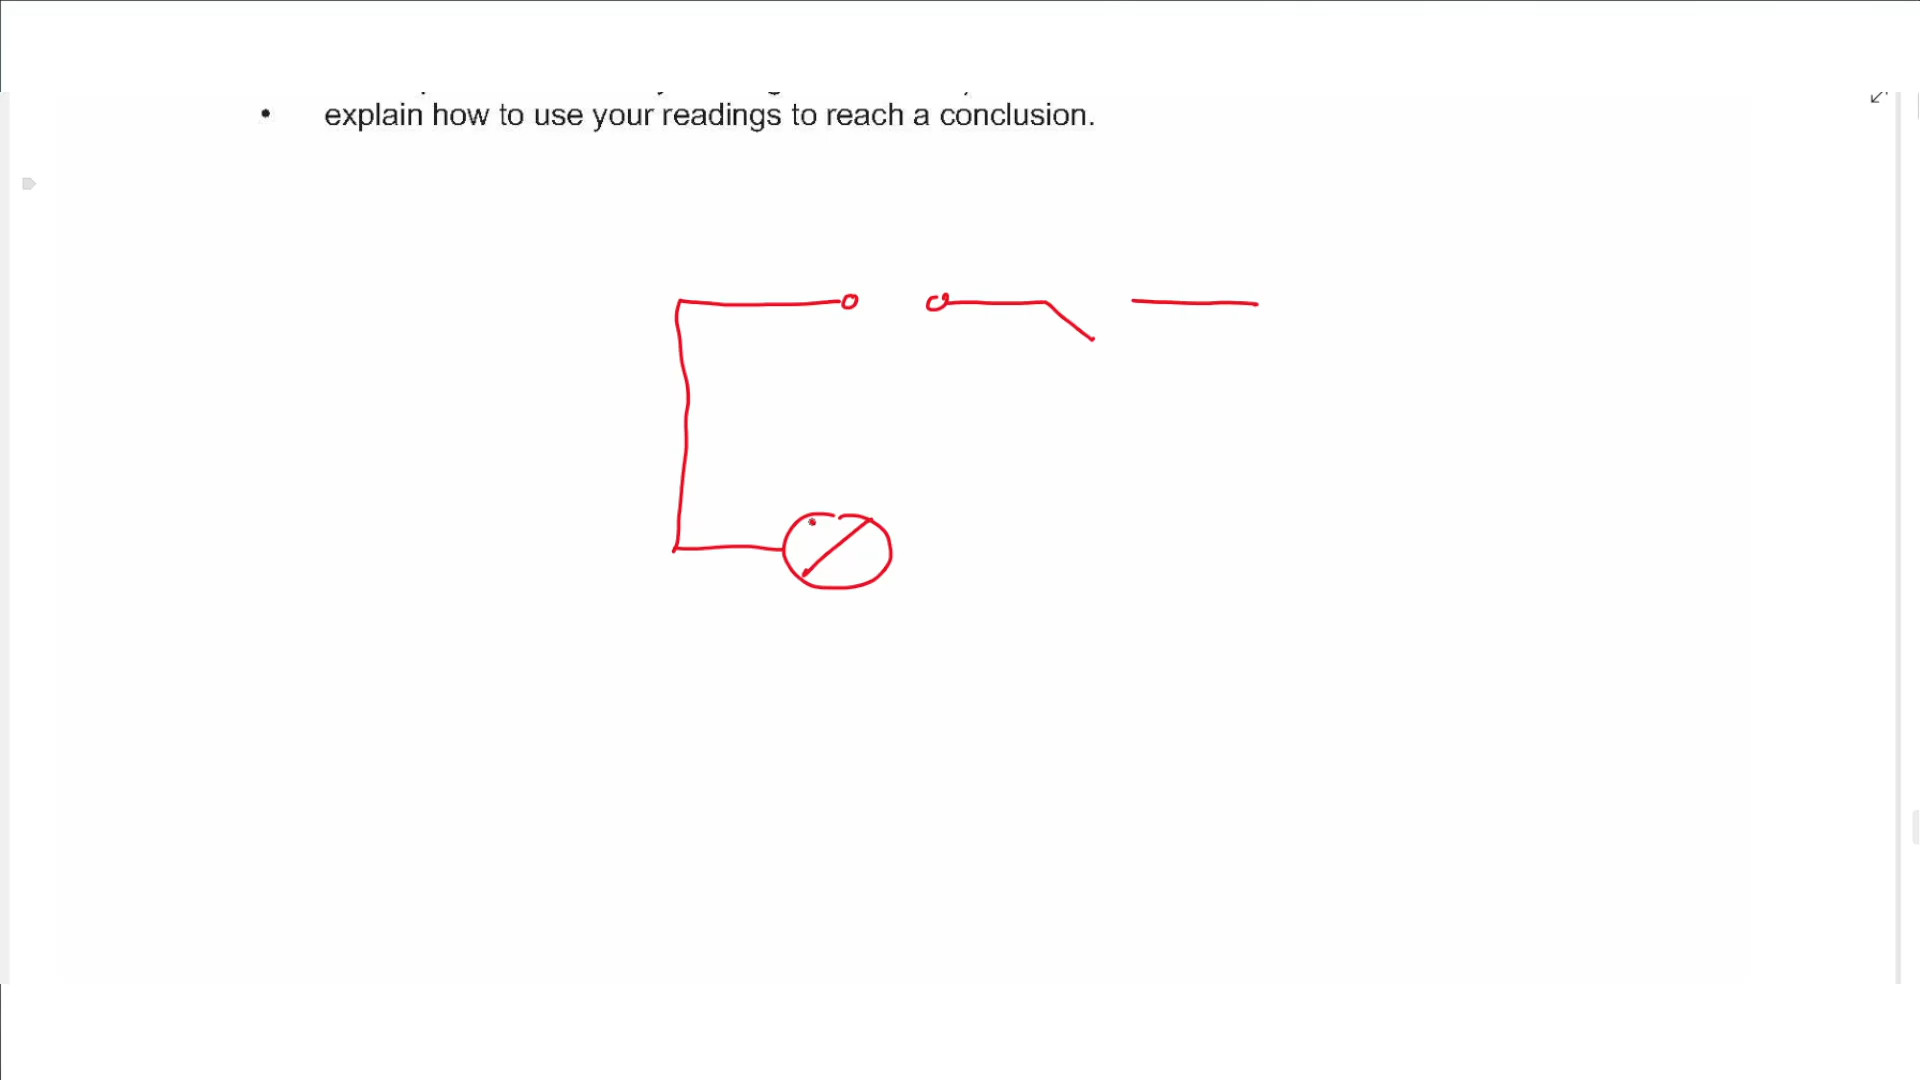 • explain how to use your readings to reach a conclusion.